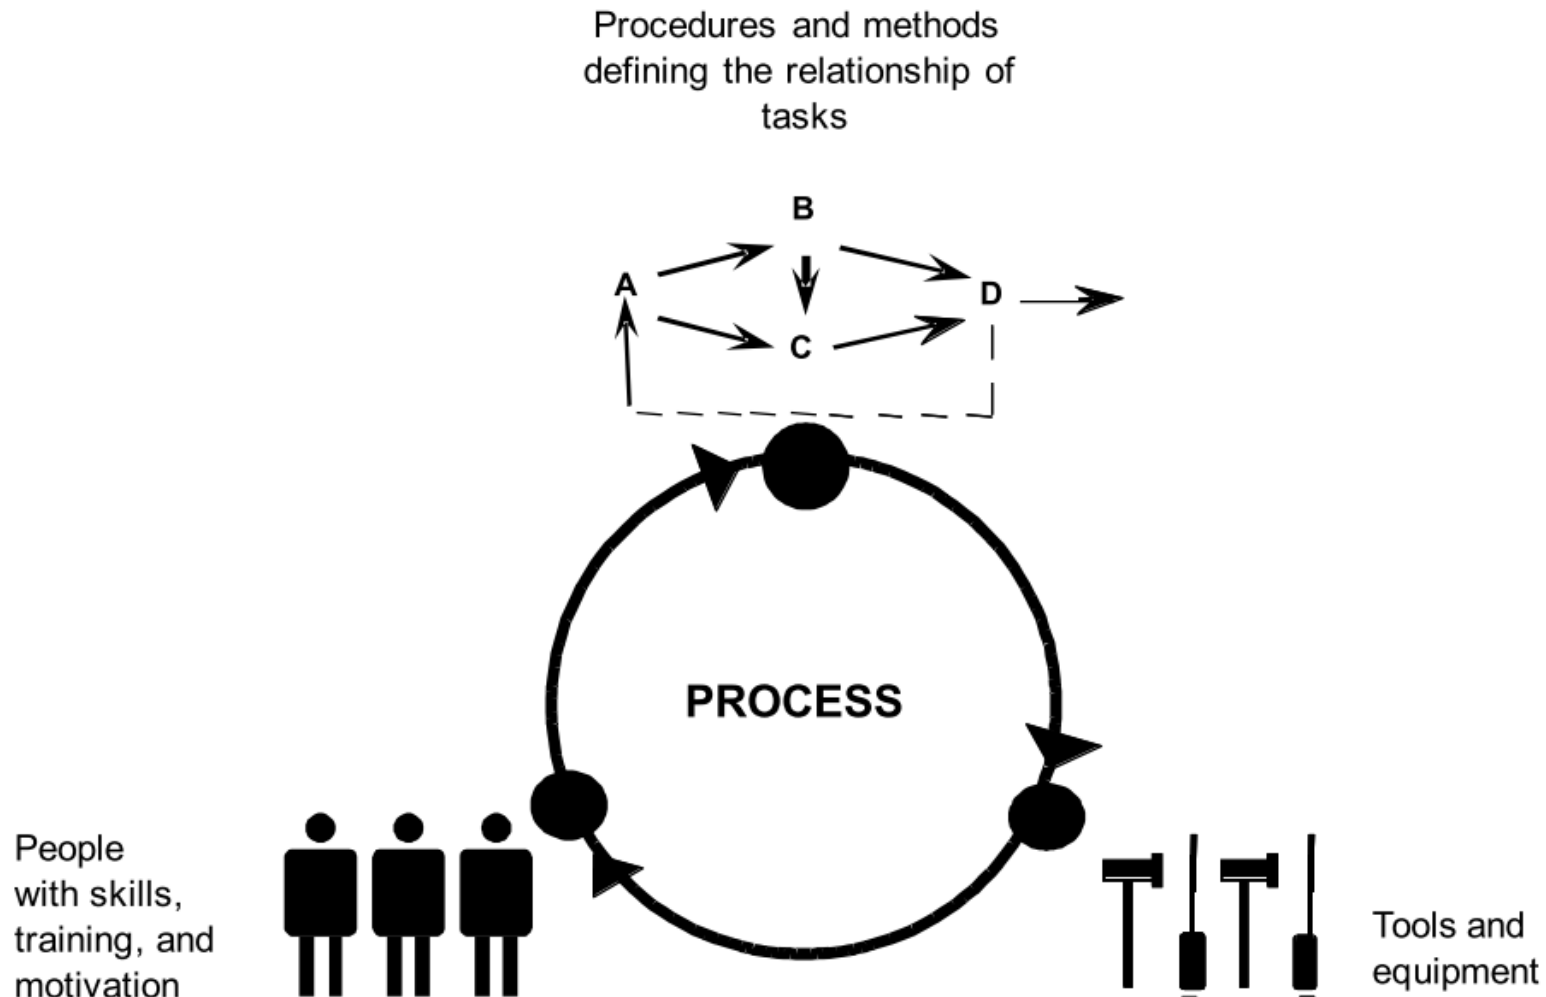 Procedures and methods
defining the relationship of
tasks
B
A
D
C
PROCESS
People
with skills,
training, and
motivation
Tools and
equipment